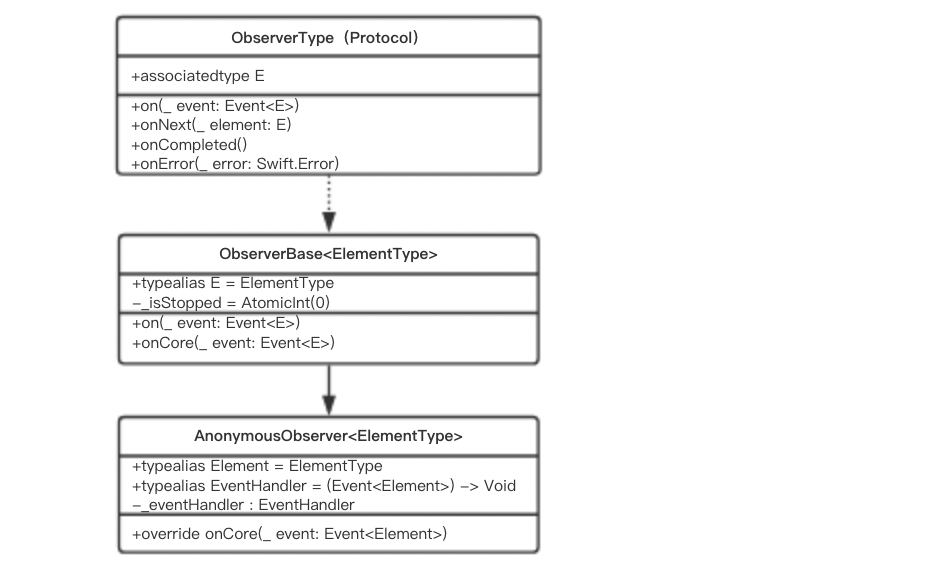 ObserverType（Protocol）
+associatedtype E
+on(_ event: Event<E>)
+onNext(_ element: E)
+onCompleted()
+onError(_ error: Swift.Error)
ObserverBase<ElementType>
+typealias E = ElementType
-_isStopped = AtomicInt(0)
+on(_ event: Event<E>)
+onCore(_ event: Event<E>)
AnonymousObserver<ElementType>
+typealias Element = ElementType
+typealias EventHandler = (Event<Element>) -> Void
-_eventHandler : EventHandler
+override onCore(_ event: Event<Element>)